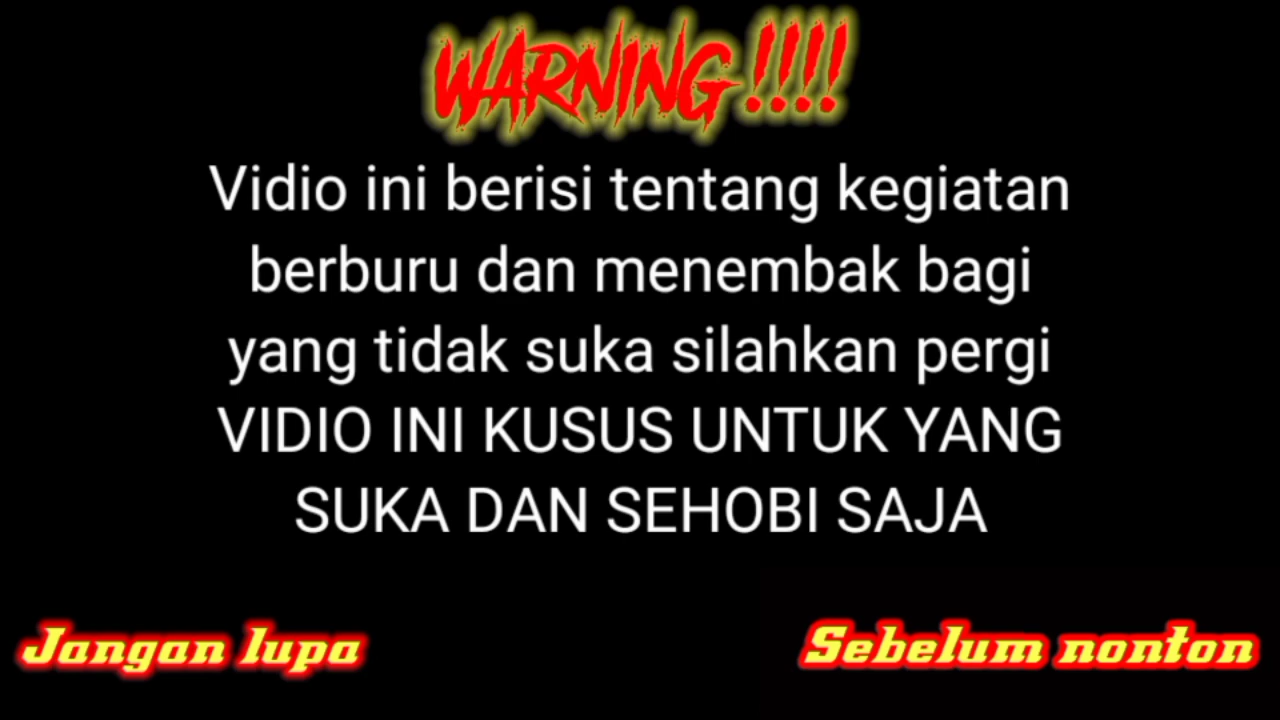 WARNING!!!!
Vidio ini berisi tentang kegiatan
berburu dan menembak bagi
yang tidak suka silahkan pergi
VIDIO INI KUSUS UNTUK YANG
SUKA DAN SEHOBI SAJA
Jangan lupa
Sebelum nonton